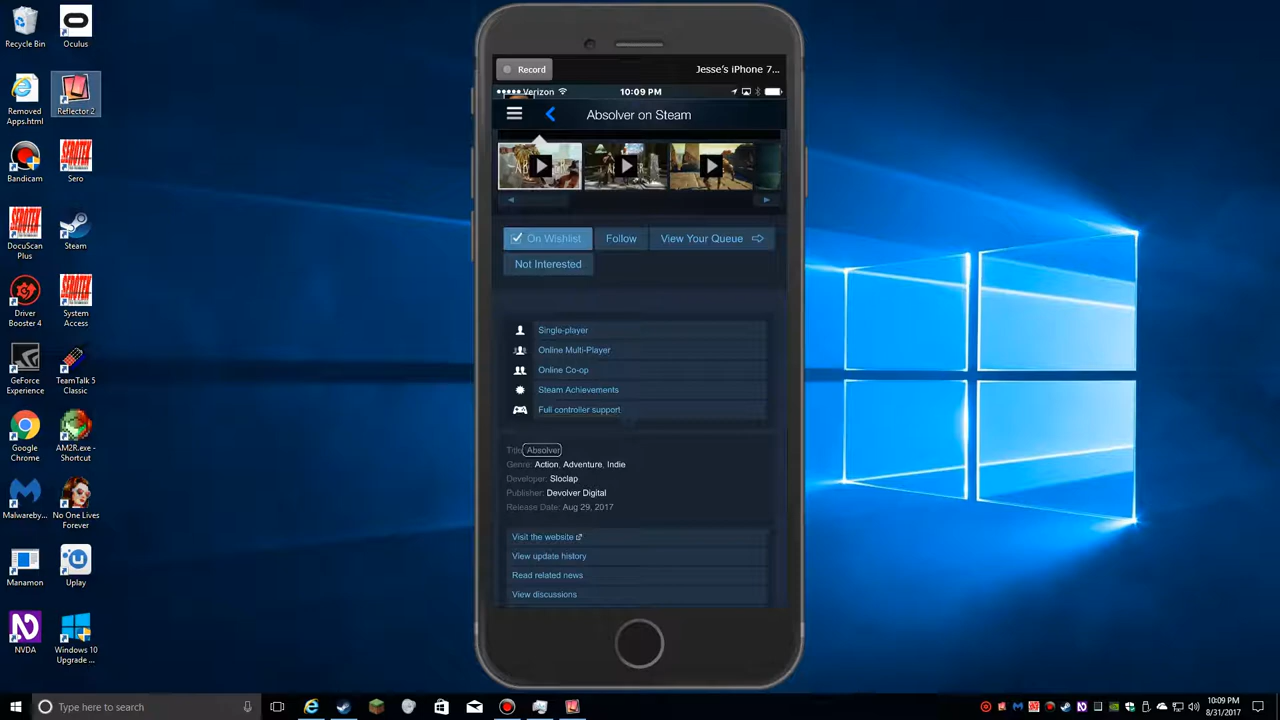 Recycle Bin
Oculus
Removed Apps.html
Reflector 2
Bandicam
SEROTEK
Sero
SEROTEK
DocuScan Plus
Steam
Driver Booster 4
SEROTEK
System Access
GeForce Experience
TeamTalk 5 Classic
Google Chrome
AM2R.exe - Shortcut
Malwareby...
No One Lives Forever
Manamon
Uplay
NVDA
Windows 10 Upgrade ...
Record
Jesse's iPhone 7...
Verizon
10:09 PM
Absolver on Steam
On Wishlist
Follow
View Your Queue
Not Interested
Single-player
Online Multi-Player
Online Co-op
Steam Achievements
Full controller support
Title: Absolver
Genre: Action, Adventure, Indie
Developer: Sloclap
Publisher: Devolver Digital
Release Date: Aug 29, 2017
Visit the website
View update history
Read related news
View discussions
Type here to search
10:09 PM
8/31/2017